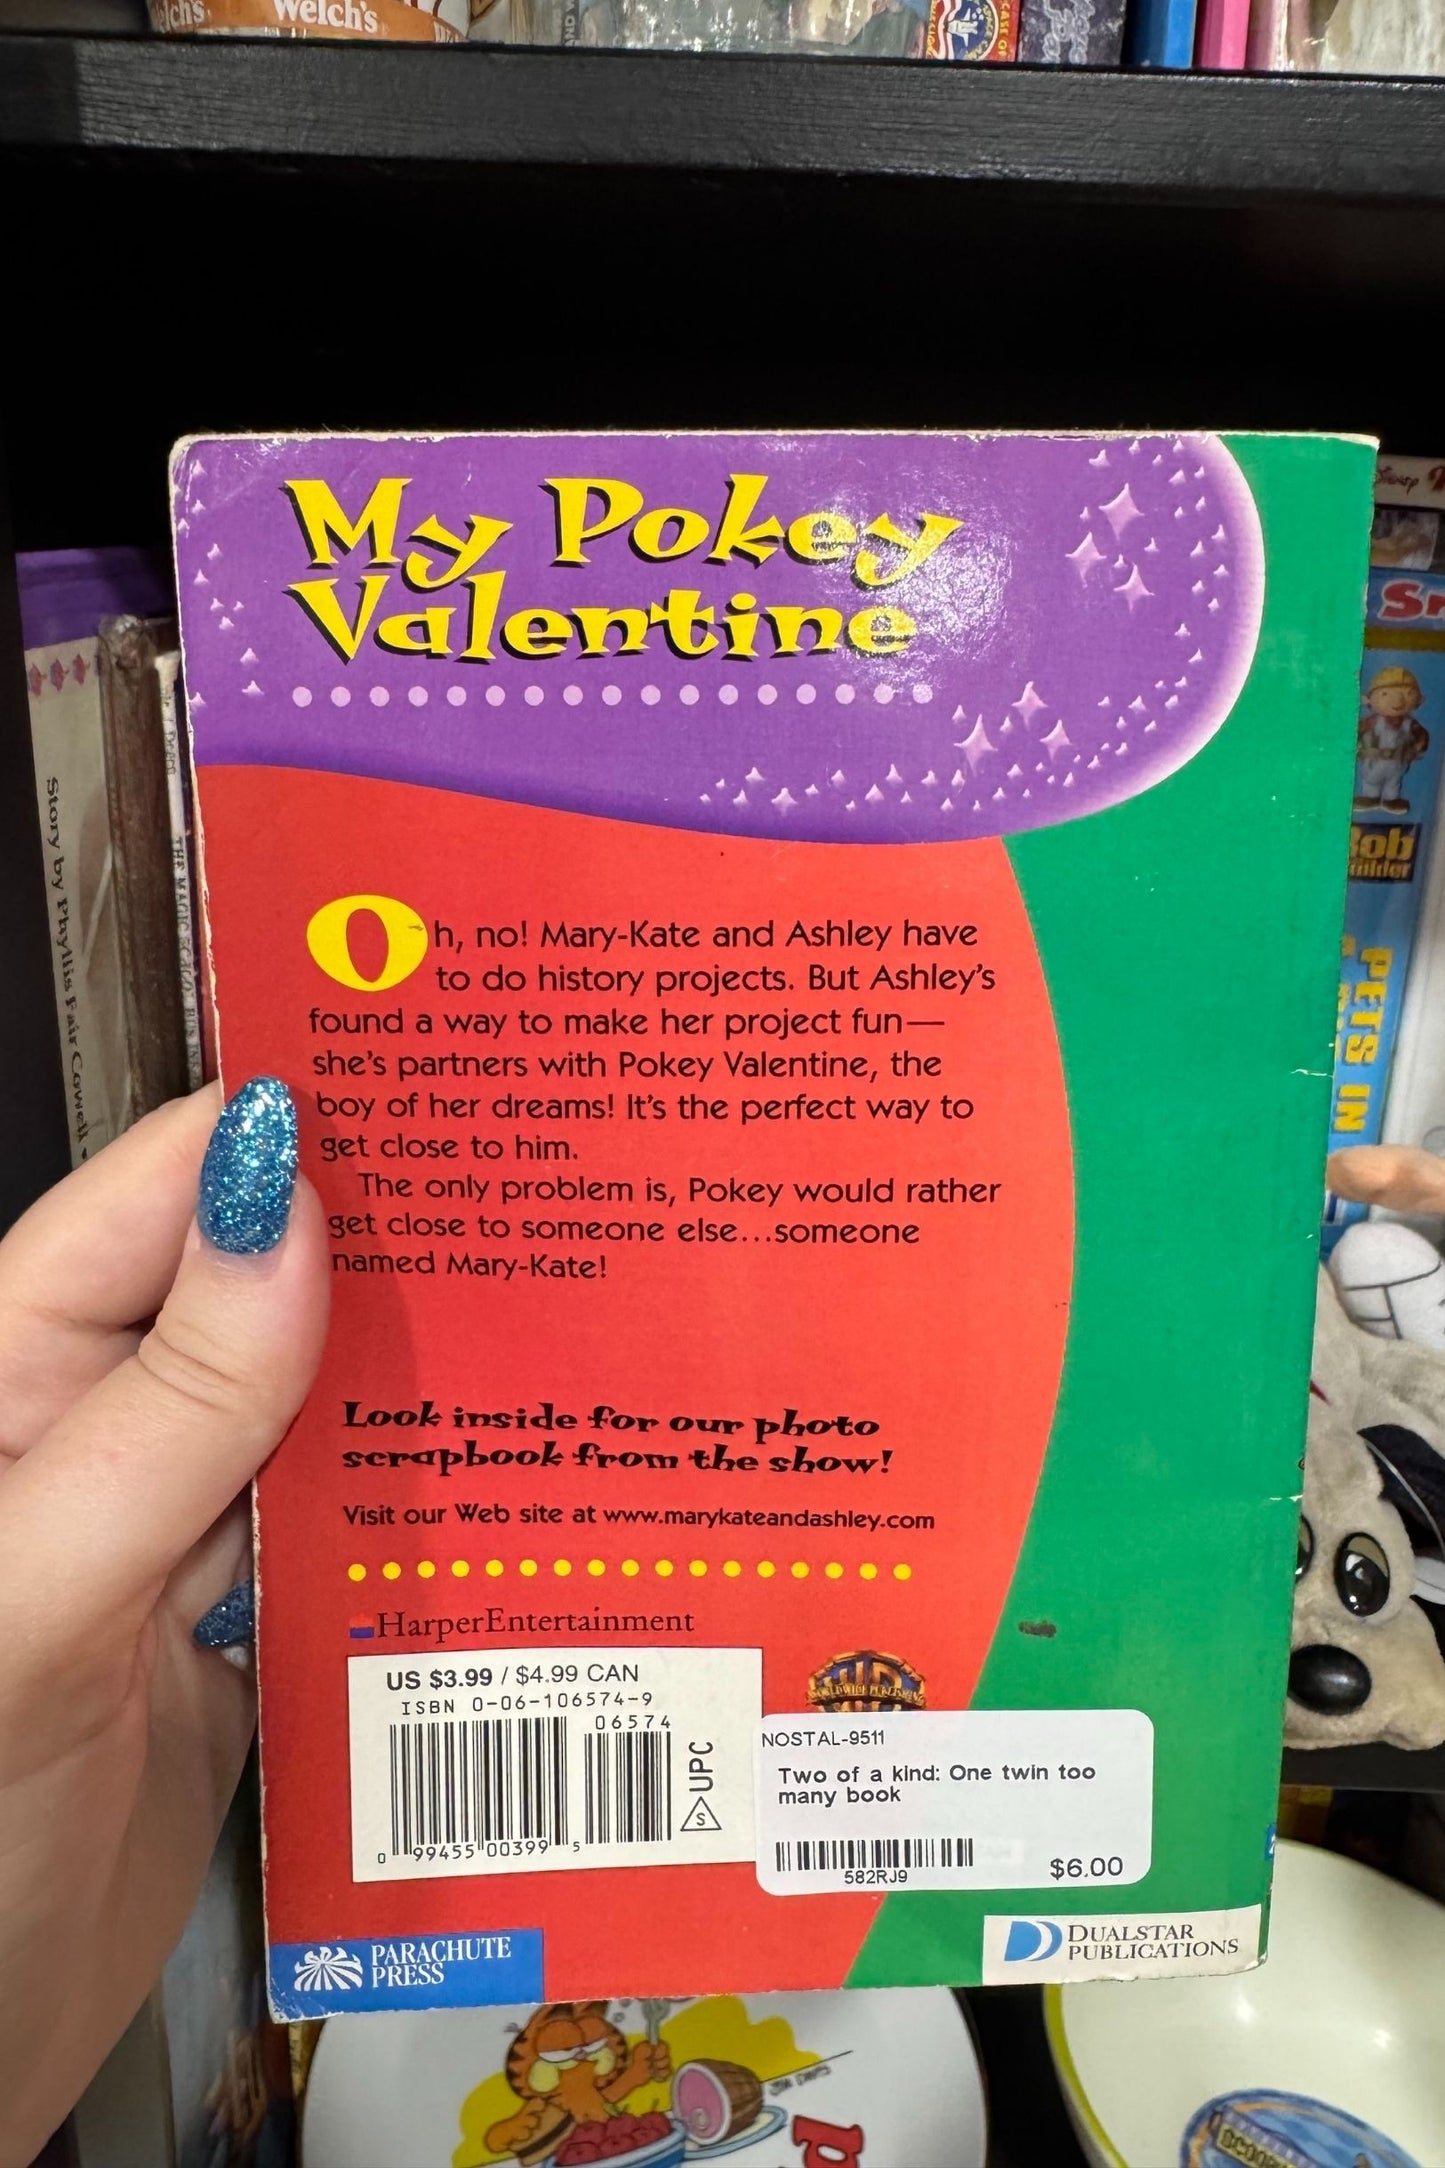 elch's
Welch's
My Pokey
Valentine
Oh, no! Mary-Kate and Ashley have
to do history projects. But Ashley's
found a way to make her project fun—
she's partners with Pokey Valentine, the
boy of her dreams! It's the perfect way to
get close to him.
The only problem is, Pokey would rather
get close to someone else...someone
named Mary-Kate!
Look inside for our photo
scrapbook from the show!
Visit our Web site at www.marykateandashley.com
HarperEntertainment
US $3.99 / $4.99 CAN
ISBN 0-06-106574-9
06574
0 99455 00399 5
S UPC
NOSTAL-9511
Two of a kind: One twin too
many book
582RJ9
$6.00
PARACHUTE
PRESS
DUALSTAR
PUBLICATIONS
Story by Phyllis Fair Cowell
Disney
PETS IN
JIM DAVIS